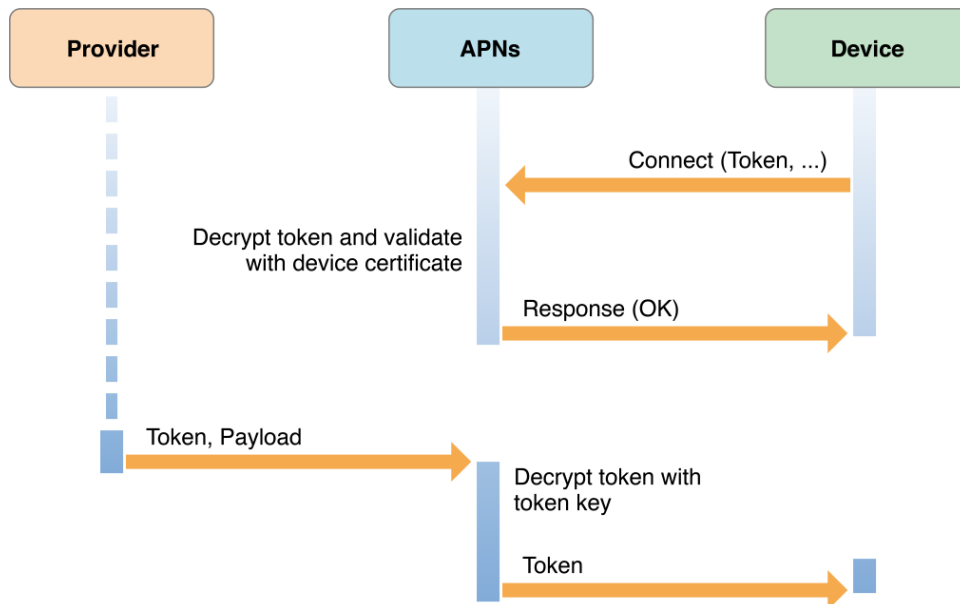 Provider
APNs
Device
Connect (Token, ...)
Decrypt token and validate
with device certificate
Response (OK)
Token, Payload
Decrypt token with
token key
Token